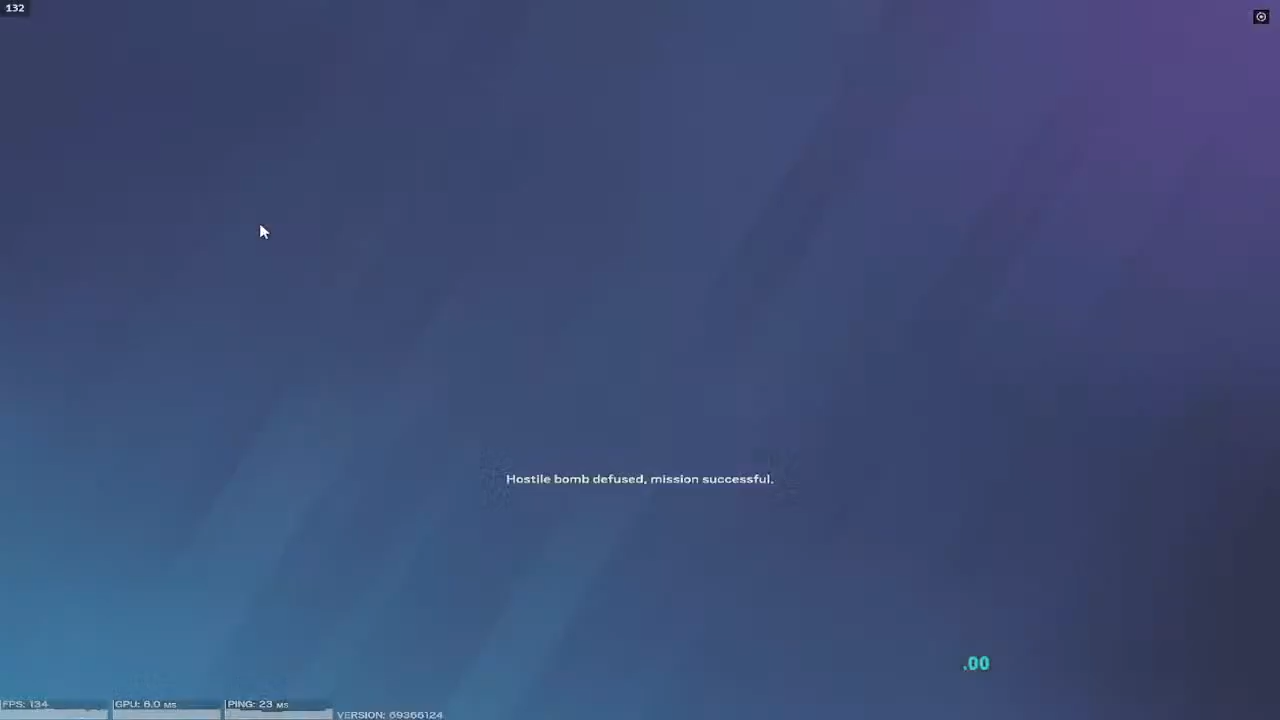 132
Hostile bomb defused, mission successful.
.00
FPS: 134 GPU: 6.0 MS PING: 23 MS VERSION: 69366124